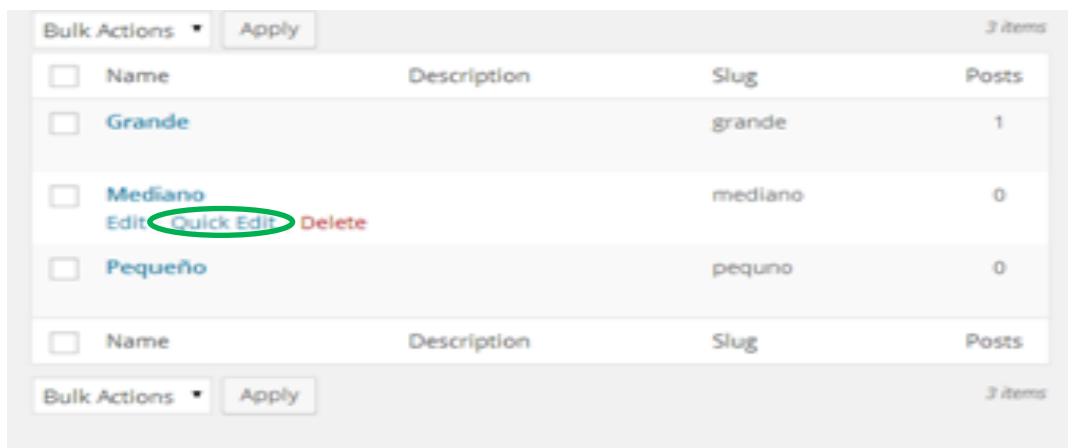 Bulk Actions Apply 3 items
Name Description Slug Posts
Grande grande 1
Mediano mediano 0
Edit Quick Edit Delete
Pequeño pequno 0
Name Description Slug Posts
Bulk Actions Apply 3 items